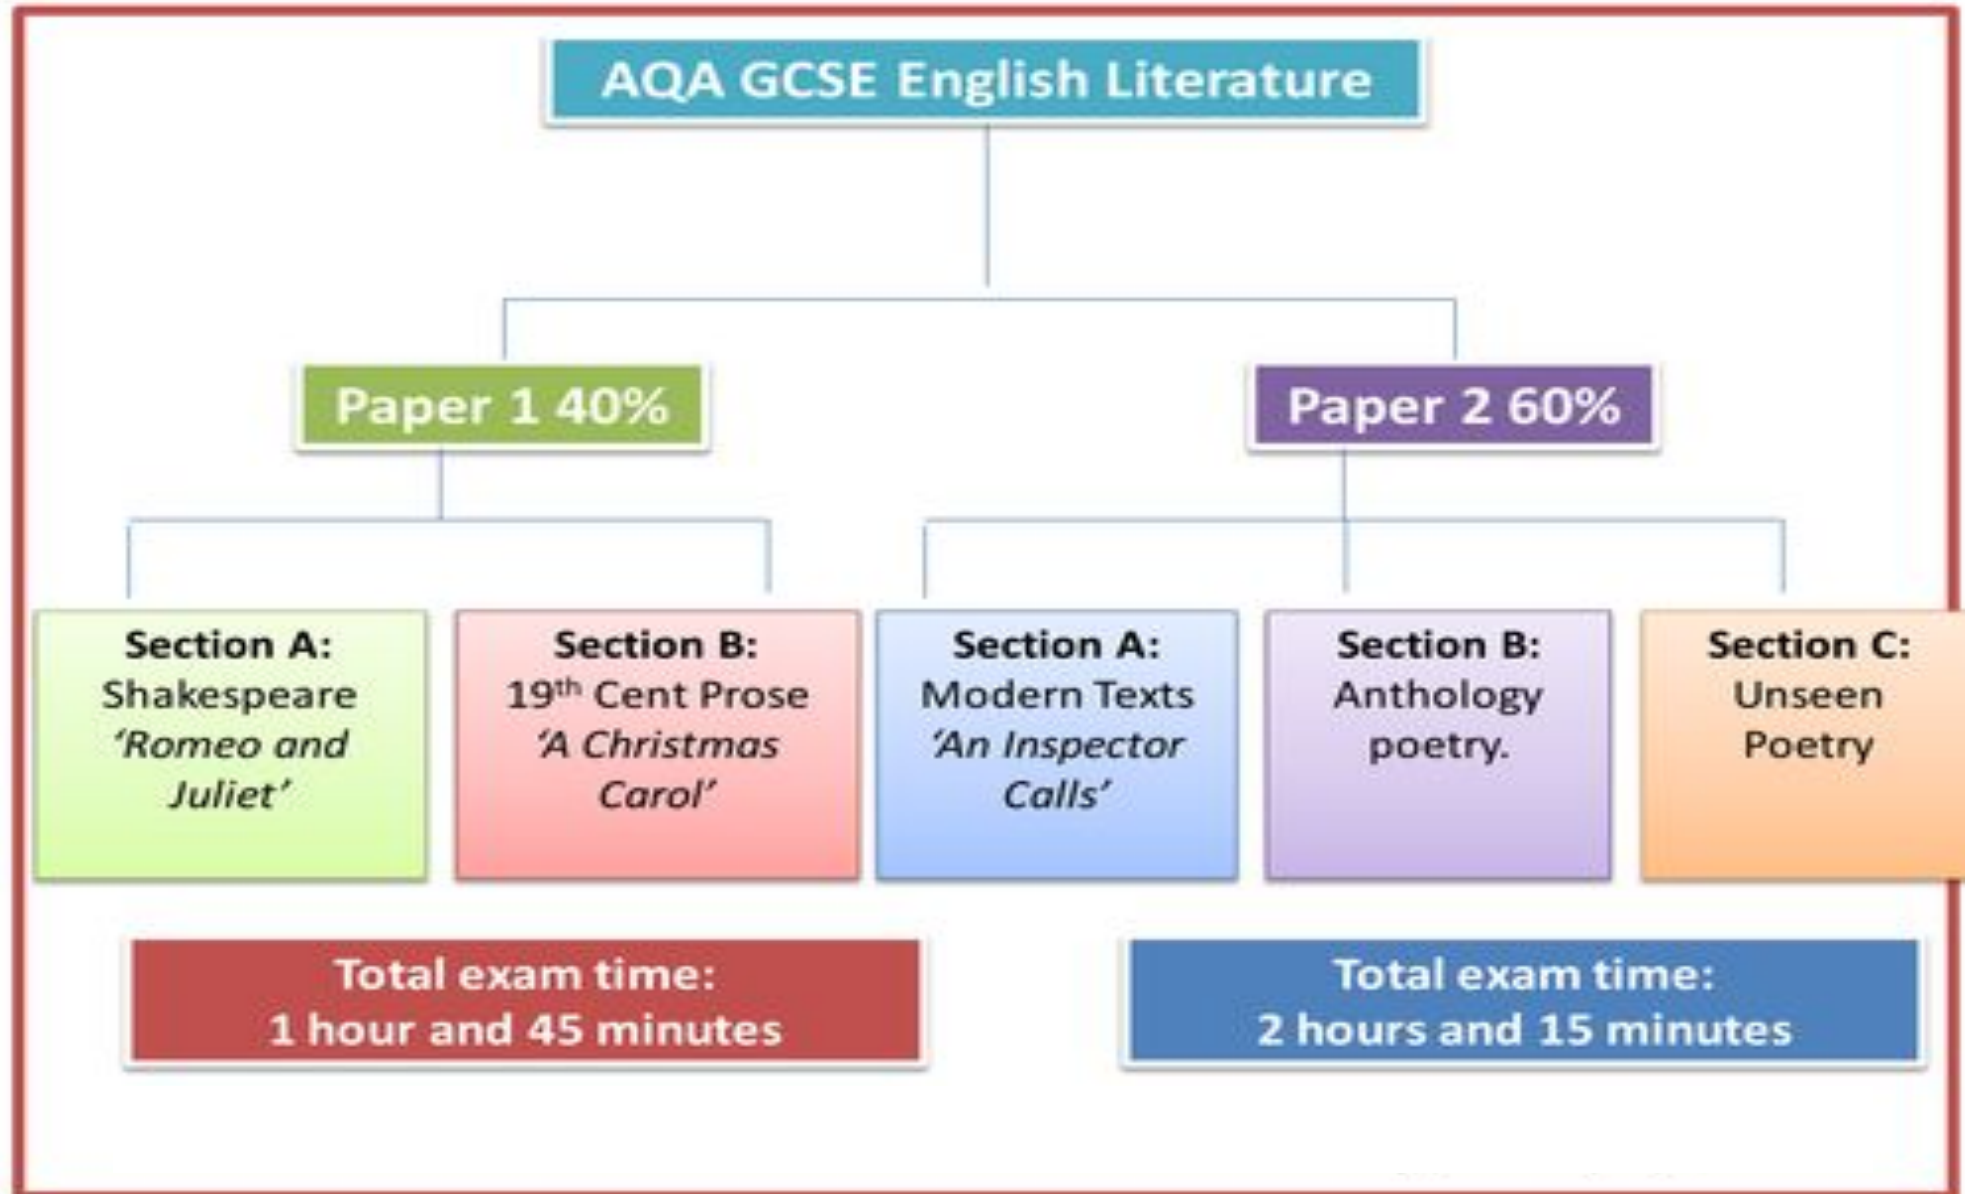 AQA GCSE English Literature
Paper 1 40%
Paper 2 60%
Section A:
Shakespeare
‘Romeo and
Juliet’
Section B:
19th Cent Prose
‘A Christmas
Carol’
Section A:
Modern Texts
‘An Inspector
Calls’
Section B:
Anthology
poetry.
Section C:
Unseen
Poetry
Total exam time:
1 hour and 45 minutes
Total exam time:
2 hours and 15 minutes